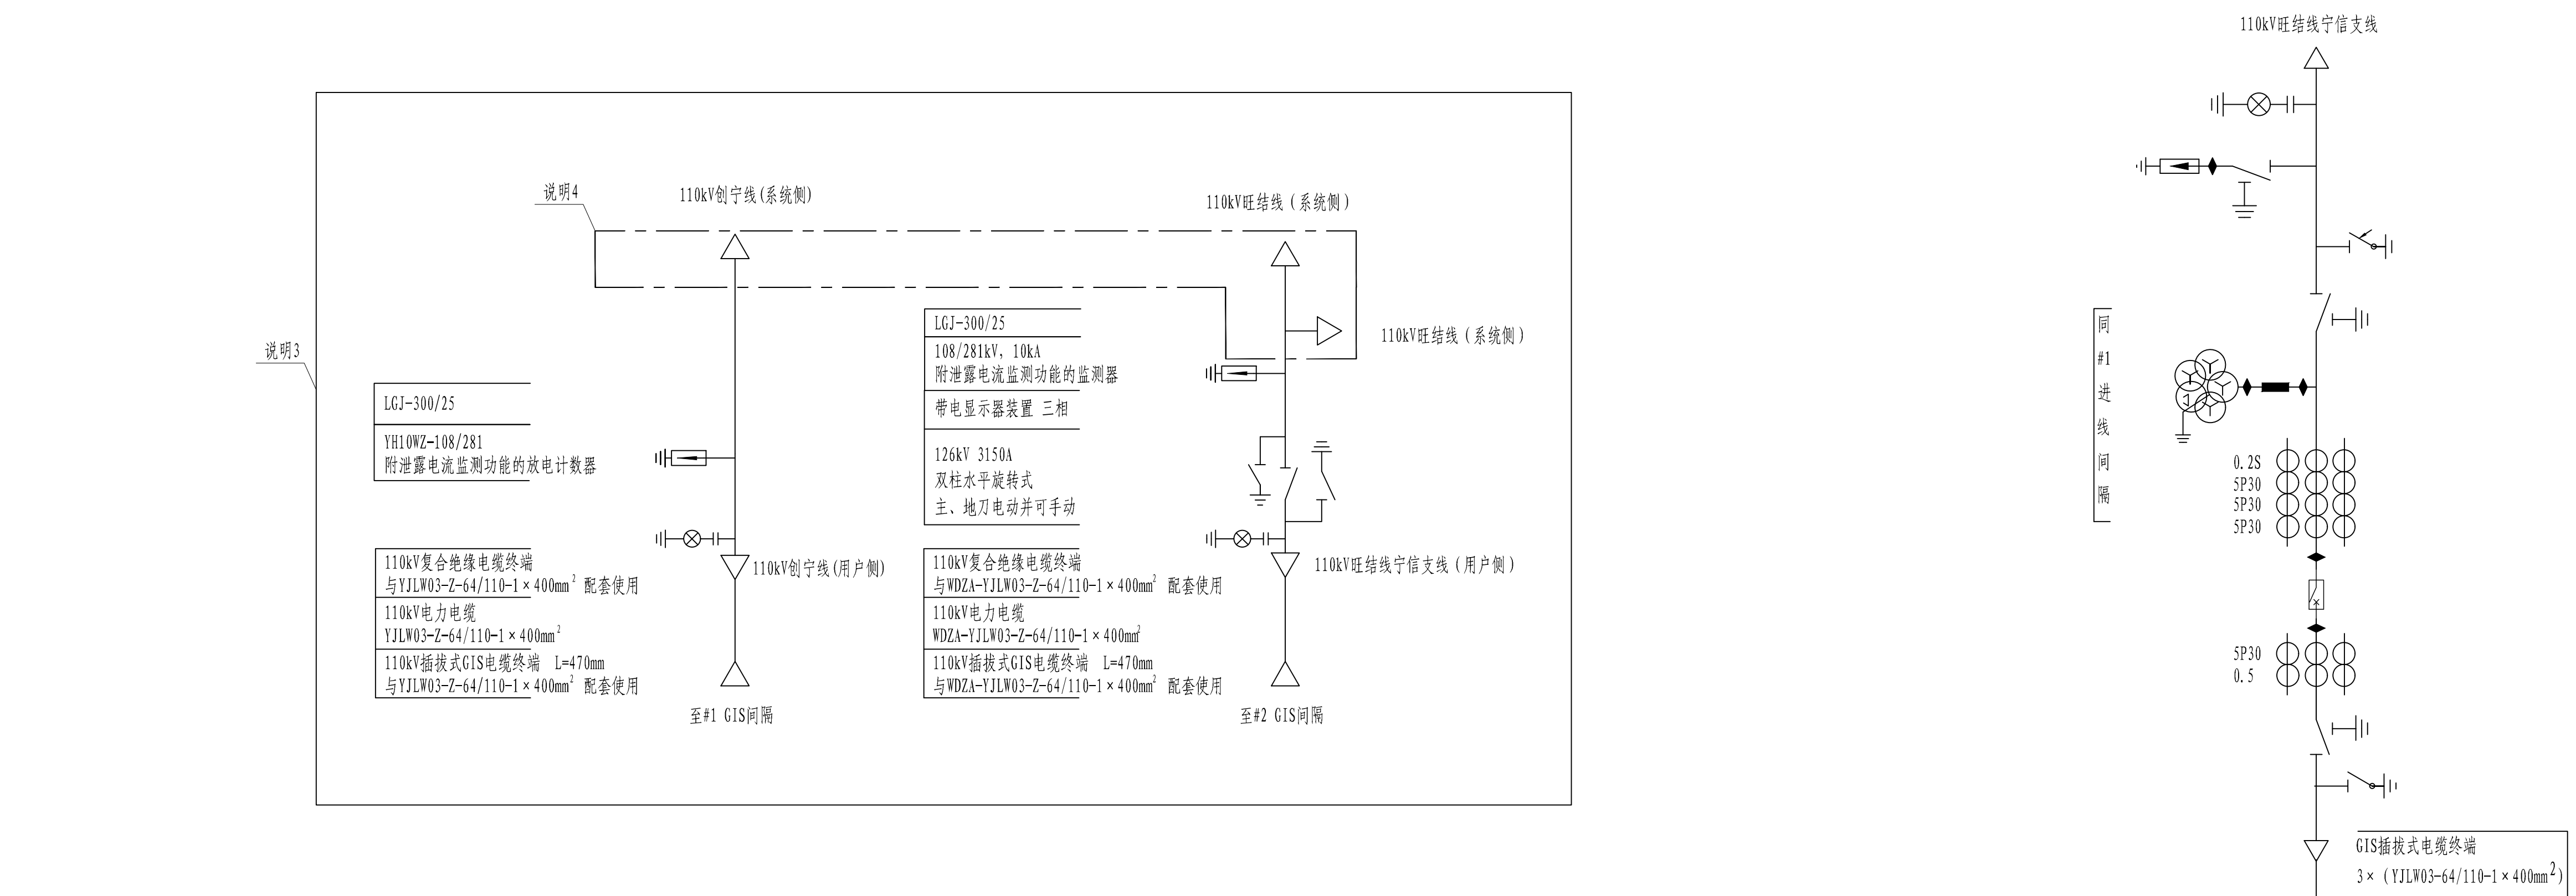 110kV旺结线宁信支线
说明4
110kV创宁线(系统侧)
110kV旺结线（系统侧）
说明3
LGJ-300/25
YH10WZ-108/281
附泄露电流监测功能的放电计数器
LGJ-300/25
108/281kV, 10kA
附泄露电流监测功能的监测器
带电显示器装置 三相
126kV 3150A
双柱水平旋转式
主、地刀电动并可手动
110kV旺结线（系统侧）
110kV复合绝缘电缆终端
与YJLW03-Z-64/110-1×400mm² 配套使用
110kV电力电缆
YJLW03-Z-64/110-1×400mm²
110kV插拔式GIS电缆终端 L=470mm
与YJLW03-Z-64/110-1×400mm² 配套使用
110kV创宁线(用户侧)
至#1 GIS间隔
110kV复合绝缘电缆终端
与WDZA-YJLW03-Z-64/110-1×400mm² 配套使用
110kV电力电缆
WDZA-YJLW03-Z-64/110-1×400mm²
110kV插拔式GIS电缆终端 L=470mm
与WDZA-YJLW03-Z-64/110-1×400mm² 配套使用
110kV旺结线宁信支线（用户侧）
至#2 GIS间隔
同
#1
进
线
间
隔
0.2S
5P30
5P30
5P30
5P30
0.5
GIS插拔式电缆终端
3×（YJLW03-64/110-1×400mm²）